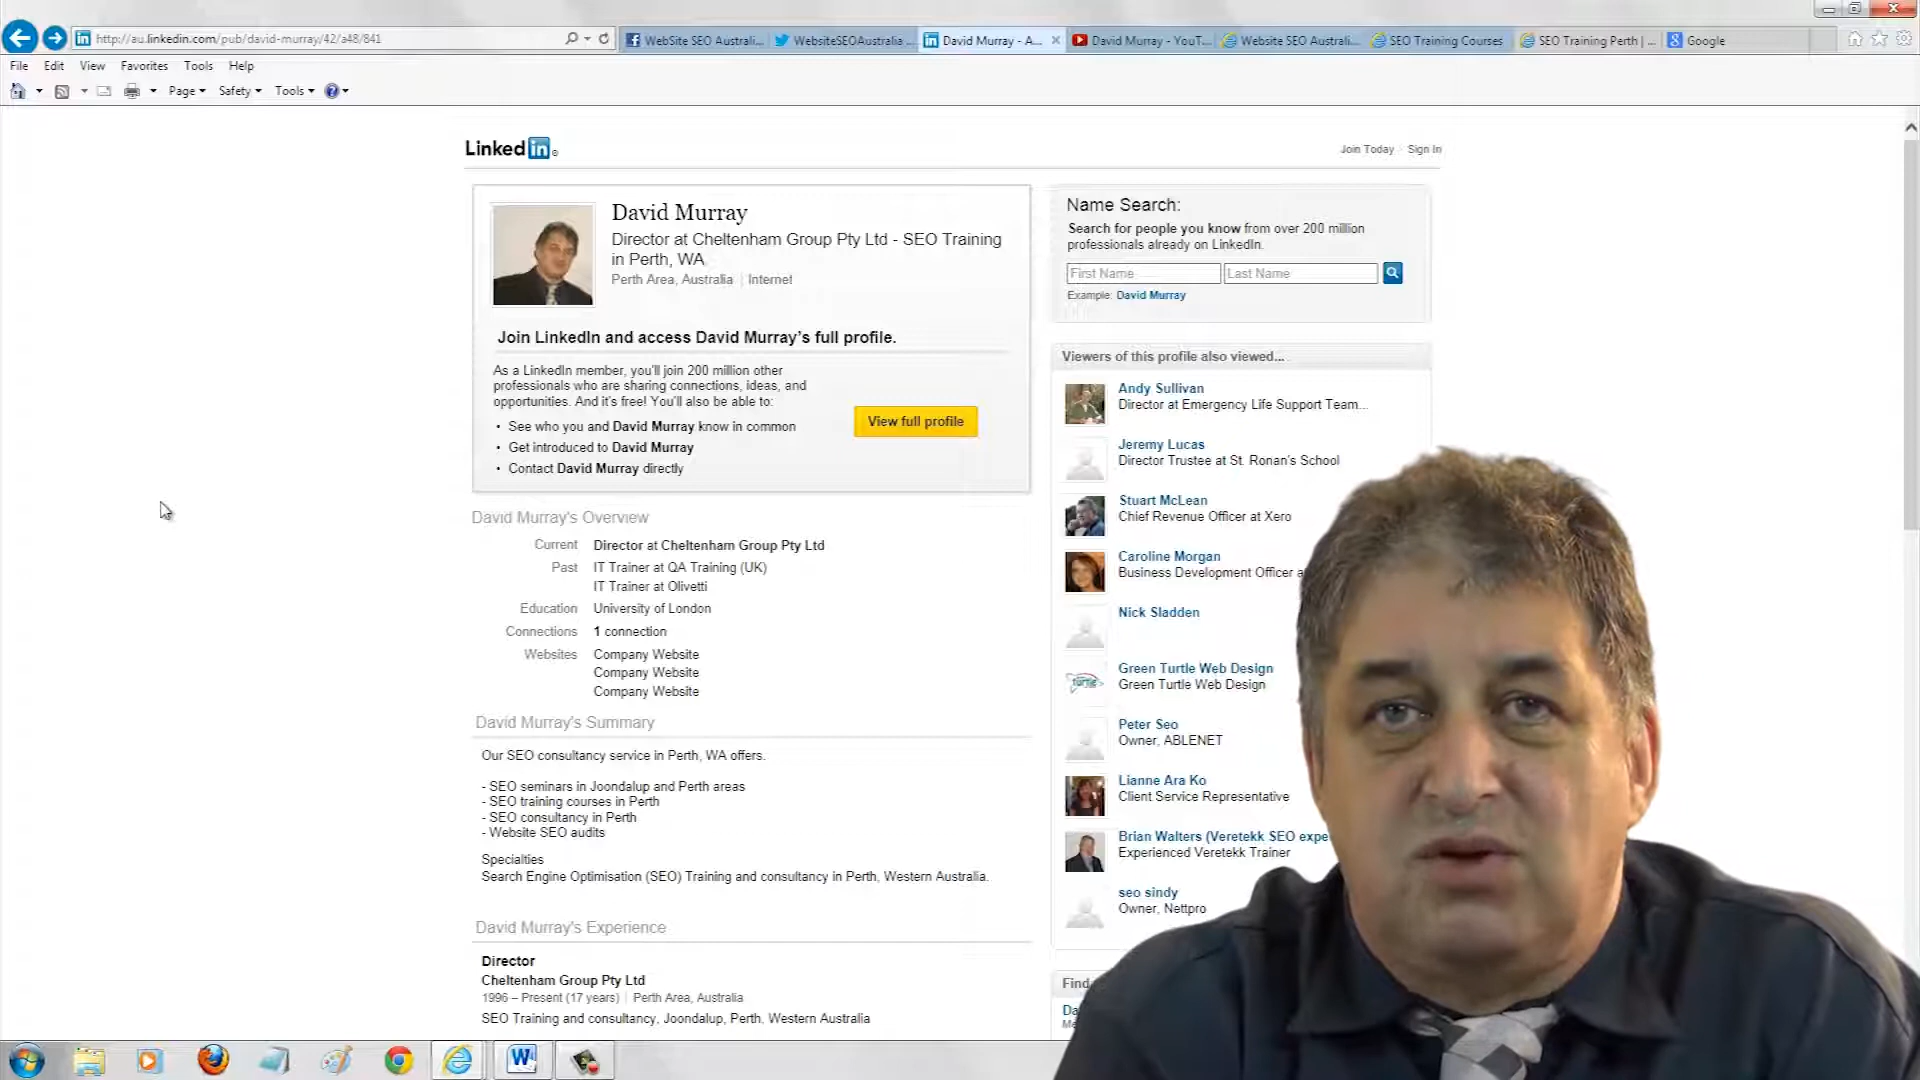 http://au.linkedin.com/pub/david-murray/42/a48/841
WebSite SEO Australi...
WebsiteSEOAustralia ...
David Murray - A...
David Murray - YouT...
Website SEO Australi...
SEO Training Courses
SEO Training Perth | ...
Google
File Edit View Favorites Tools Help
Page Safety Tools
Linked in
Join Today · Sign In
David Murray
Director at Cheltenham Group Pty Ltd - SEO Training
in Perth, WA
Perth Area, Australia | Internet
Join LinkedIn and access David Murray's full profile.
As a LinkedIn member, you'll join 200 million other
professionals who are sharing connections, ideas, and
opportunities. And it's free! You'll also be able to:
• See who you and David Murray know in common
• Get introduced to David Murray
• Contact David Murray directly
View full profile
David Murray's Overview
Current Director at Cheltenham Group Pty Ltd
Past IT Trainer at QA Training (UK)
IT Trainer at Olivetti
Education University of London
Connections 1 connection
Websites Company Website
Company Website
Company Website
David Murray's Summary
Our SEO consultancy service in Perth, WA offers.
- SEO seminars in Joondalup and Perth areas
- SEO training courses in Perth
- SEO consultancy in Perth
- Website SEO audits
Specialties
Search Engine Optimisation (SEO) Training and consultancy in Perth, Western Australia.
David Murray's Experience
Director
Cheltenham Group Pty Ltd
1996 – Present (17 years) | Perth Area, Australia
SEO Training and consultancy, Joondalup, Perth, Western Australia
Name Search:
Search for people you know from over 200 million
professionals already on LinkedIn.
First Name Last Name
Example: David Murray
Viewers of this profile also viewed...
Andy Sullivan
Director at Emergency Life Support Team...
Jeremy Lucas
Director Trustee at St. Ronan's School
Stuart McLean
Chief Revenue Officer at Xero
Caroline Morgan
Business Development Officer a
Nick Sladden
Green Turtle Web Design
Green Turtle Web Design
turtle
Peter Seo
Owner, ABLENET
Lianne Ara Ko
Client Service Representative
Brian Walters (Veretekk SEO expe
Experienced Veretekk Trainer
seo sindy
Owner, Nettpro
Find
Da
Me